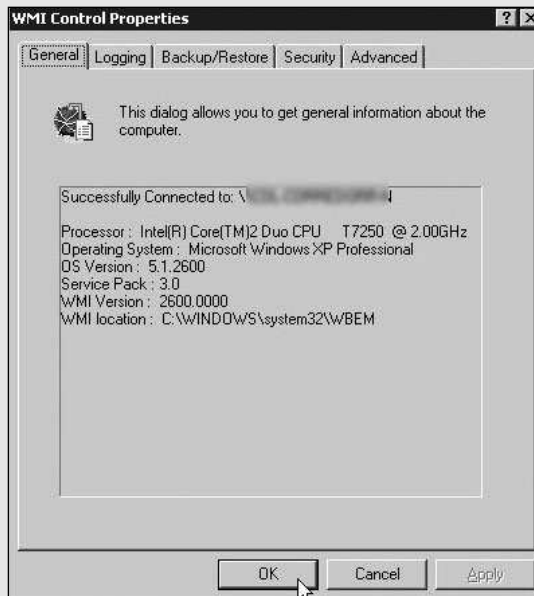 WMI Control Properties
General Logging Backup/Restore Security Advanced
This dialog allows you to get general information about the
computer.
Successfully Connected to: \
Processor : Intel(R) Core(TM)2 Duo CPU T7250 @ 2.00GHz
Operating System : Microsoft Windows XP Professional
OS Version : 5.1.2600
Service Pack : 3.0
WMI Version : 2600.0000
WMI location : C:\WINDOWS\system32\WBEM
OK Cancel Apply